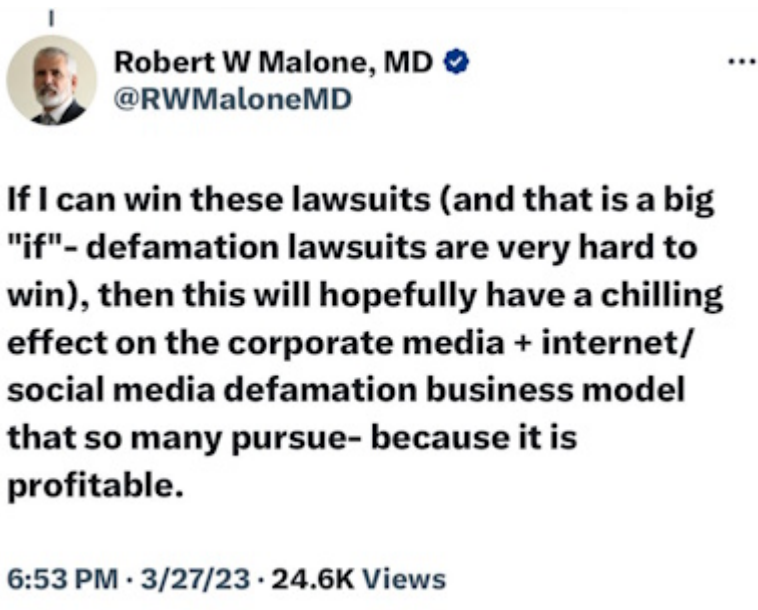 Robert W Malone, MD
@RWMaloneMD
If I can win these lawsuits (and that is a big
"if"- defamation lawsuits are very hard to
win), then this will hopefully have a chilling
effect on the corporate media + internet/
social media defamation business model
that so many pursue- because it is
profitable.
6:53 PM · 3/27/23 · 24.6K Views